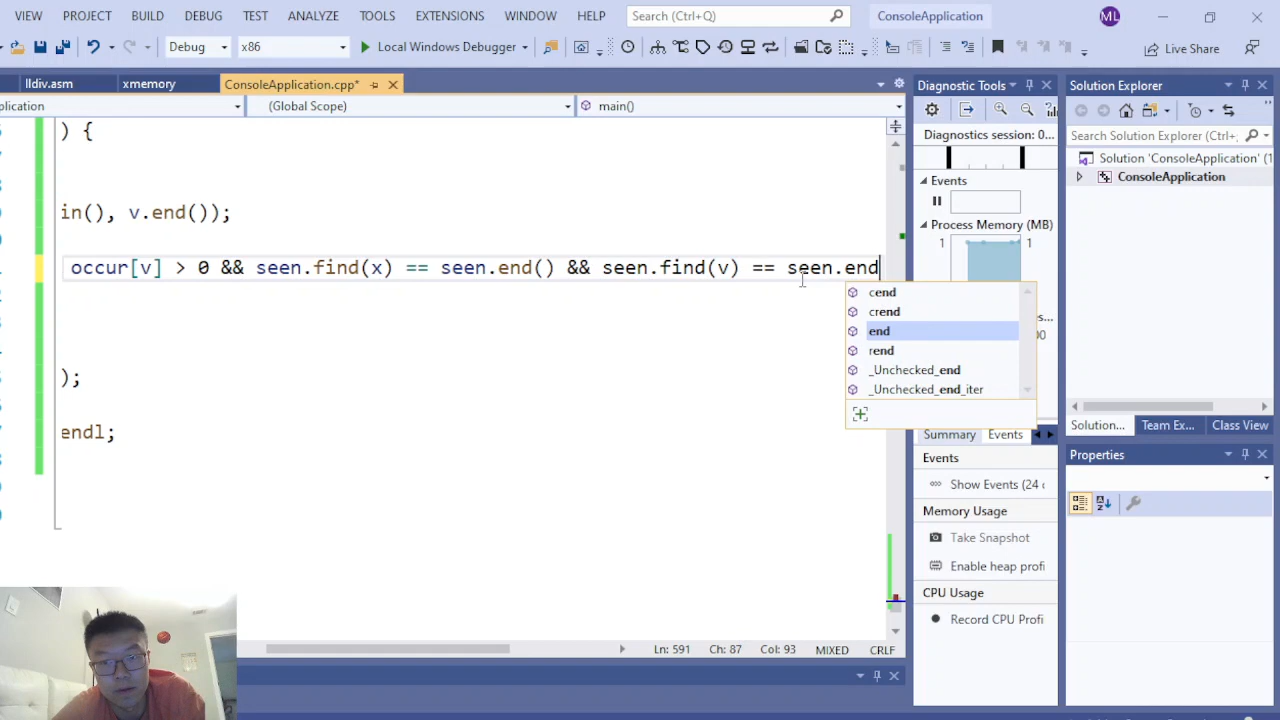 VIEW PROJECT BUILD DEBUG TEST ANALYZE TOOLS EXTENSIONS WINDOW HELP Search (Ctrl+Q) ConsoleApplication ML
Debug x86 Local Windows Debugger Live Share
lldiv.asm xmemory ConsoleApplication.cpp*
plication (Global Scope) main()
) {
in(), v.end());
occur[v] > 0 && seen.find(x) == seen.end() && seen.find(v) == seen.end
cend
crend
end
rend
_Unchecked_end
_Unchecked_end_iter
);
endl;
Ln: 591 Ch: 87 Col: 93 MIXED CRLF
Diagnostic Tools
Diagnostics session: 0...
Events
Process Memory (MB)
1 1
s...
00
Summary Events
Events
Show Events (24 o
Memory Usage
Take Snapshot
Enable heap profi
CPU Usage
Record CPU Profi
Solution Explorer
Search Solution Explorer (Ctrl+;
Solution 'ConsoleApplication' (1
ConsoleApplication
Solution... Team Ex... Class View
Properties